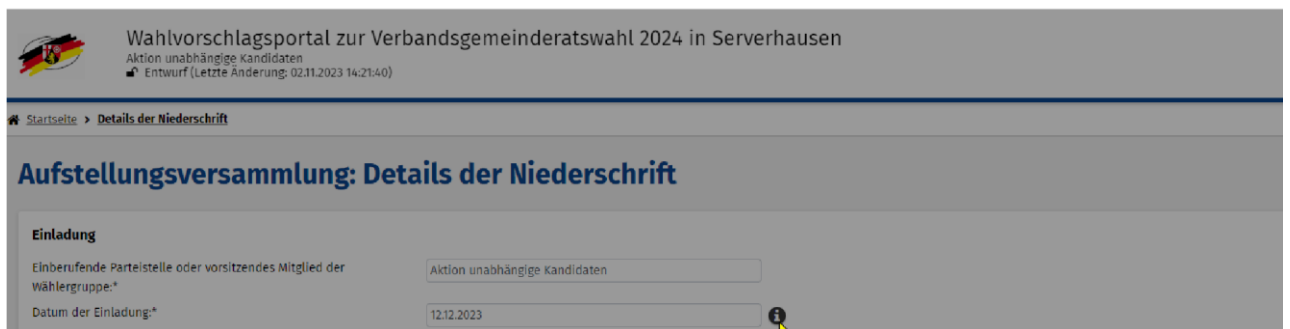 Wahlvorschlagsportal zur Verbandsgemeinderatswahl 2024 in Serverhausen
Aktion unabhängige Kandidaten
Entwurf (Letzte Änderung: 02.11.2023 14:21:40)
Startseite > Details der Niederschrift
Aufstellungsversammlung: Details der Niederschrift
Einladung
Einberufende Parteistelle oder vorsitzendes Mitglied der Wählergruppe:*
Aktion unabhängige Kandidaten
Datum der Einladung:*
12.12.2023